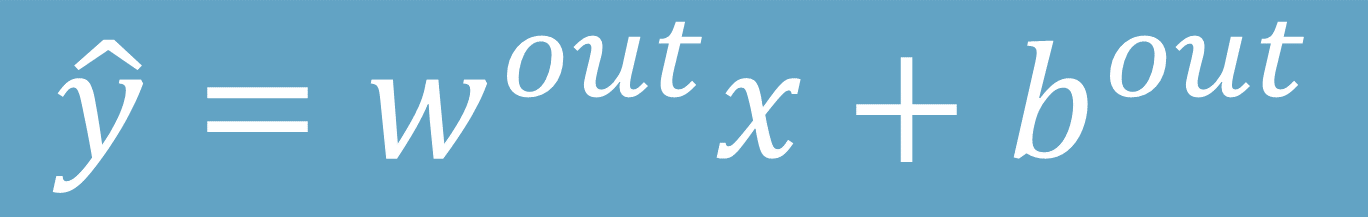 ŷ = w^{out}x + b^{out}